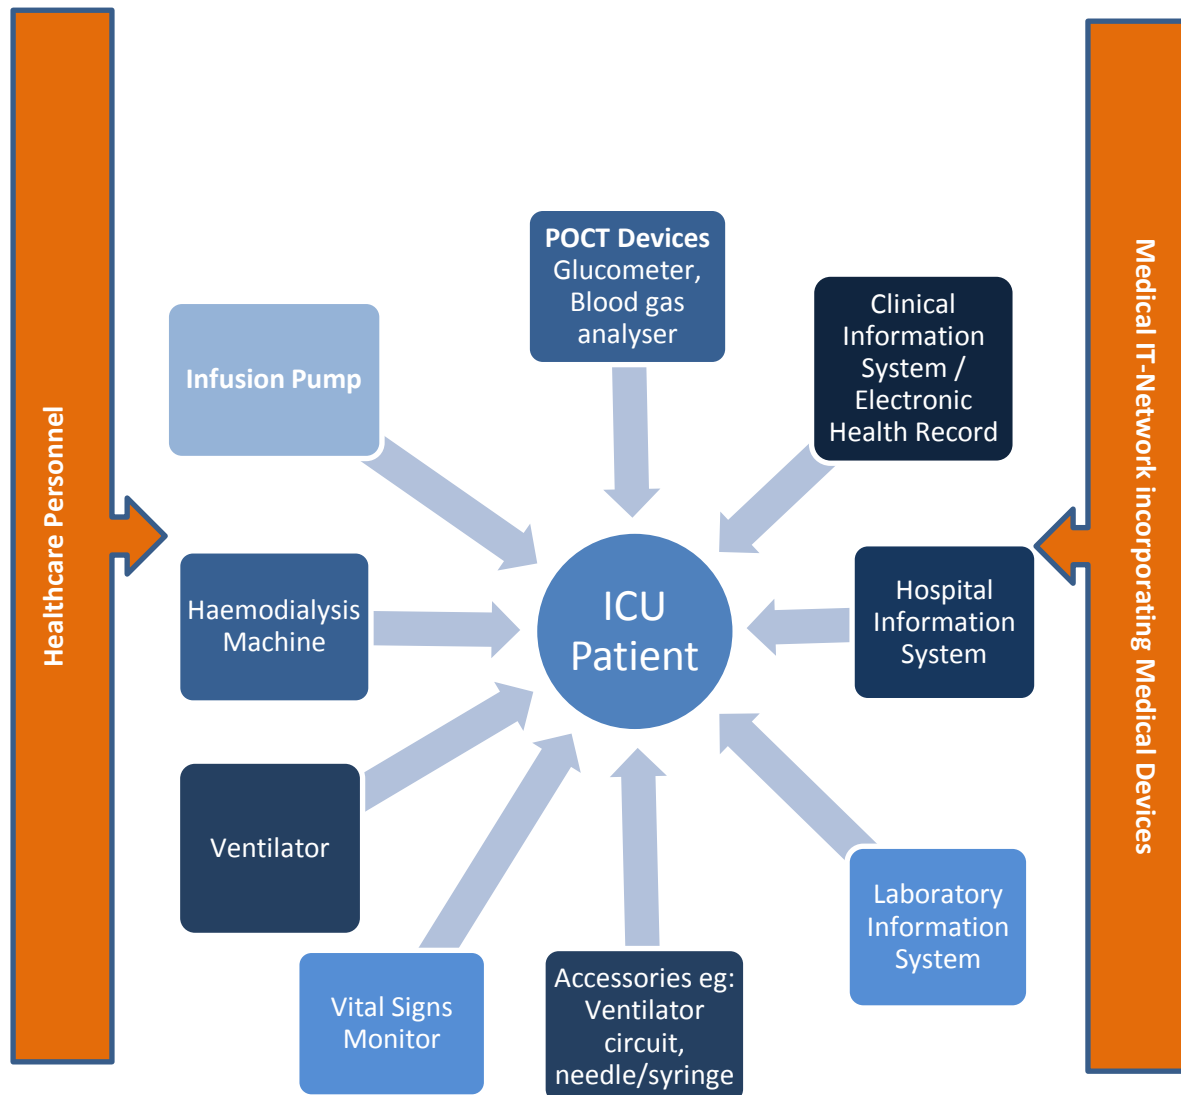 Healthcare Personnel
POCT Devices
Glucometer,
Blood gas
analyser
Clinical
Information
System /
Electronic
Health Record
Infusion Pump
Haemodialysis
Machine
ICU
Patient
Hospital
Information
System
Ventilator
Laboratory
Information
System
Vital Signs
Monitor
Accessories eg:
Ventilator
circuit,
needle/syringe
Medical IT-Network incorporating Medical Devices